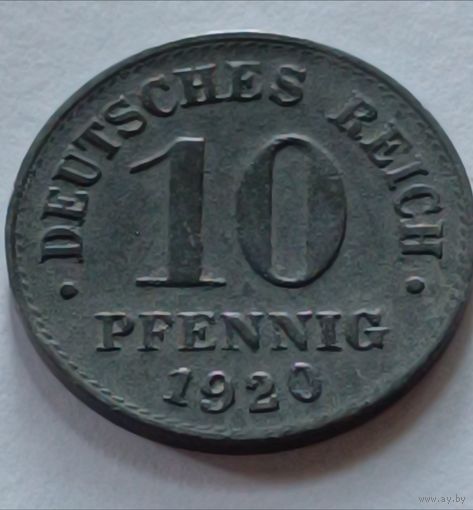 · DEUTSCHES REICH ·
10
PFENNIG
1920
www.ay.by